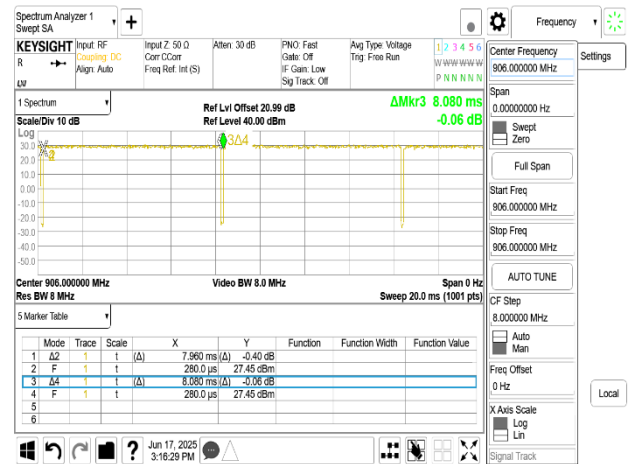 Spectrum Analyzer 1
Swept SA
Frequency
KEYSIGHT
R
Input: RF
Coupling: DC
Align: Auto
Input Z: 50 Ω
Corr CCorr
Freq Ref: Int (S)
Atten: 30 dB
PNO: Fast
Gate: Off
IF Gain: Low
Sig Track: Off
Avg Type: Voltage
Trig: Free Run
1 2 3 4 5 6
W W W W W W
P N N N N N
Center Frequency
906.000000 MHz
Settings
Span
0.00000000 Hz
Swept
Zero
Full Span
Start Freq
906.000000 MHz
Stop Freq
906.000000 MHz
AUTO TUNE
CF Step
8.000000 MHz
Auto
Man
Freq Offset
0 Hz
X Axis Scale
Log
Lin
Signal Track
Local
1 Spectrum
Scale/Div 10 dB
Ref Lvl Offset 20.99 dB
Ref Level 40.00 dBm
ΔMkr3 8.080 ms
-0.06 dB
Log
30.0
20.0
10.0
0.00
-10.0
-20.0
-30.0
-40.0
-50.0
3Δ4
Center 906.000000 MHz
Res BW 8 MHz
Video BW 8.0 MHz
Span 0 Hz
Sweep 20.0 ms (1001 pts)
5 Marker Table
Mode Trace Scale X Y Function Function Width Function Value
1 Δ2 1 t (Δ) 7.960 ms (Δ) -0.40 dB
2 F 1 t 280.0 µs 27.45 dBm
3 Δ4 1 t (Δ) 8.080 ms (Δ) -0.06 dB
4 F 1 t 280.0 µs 27.45 dBm
5
6
?
Jun 17, 2025
3:16:29 PM